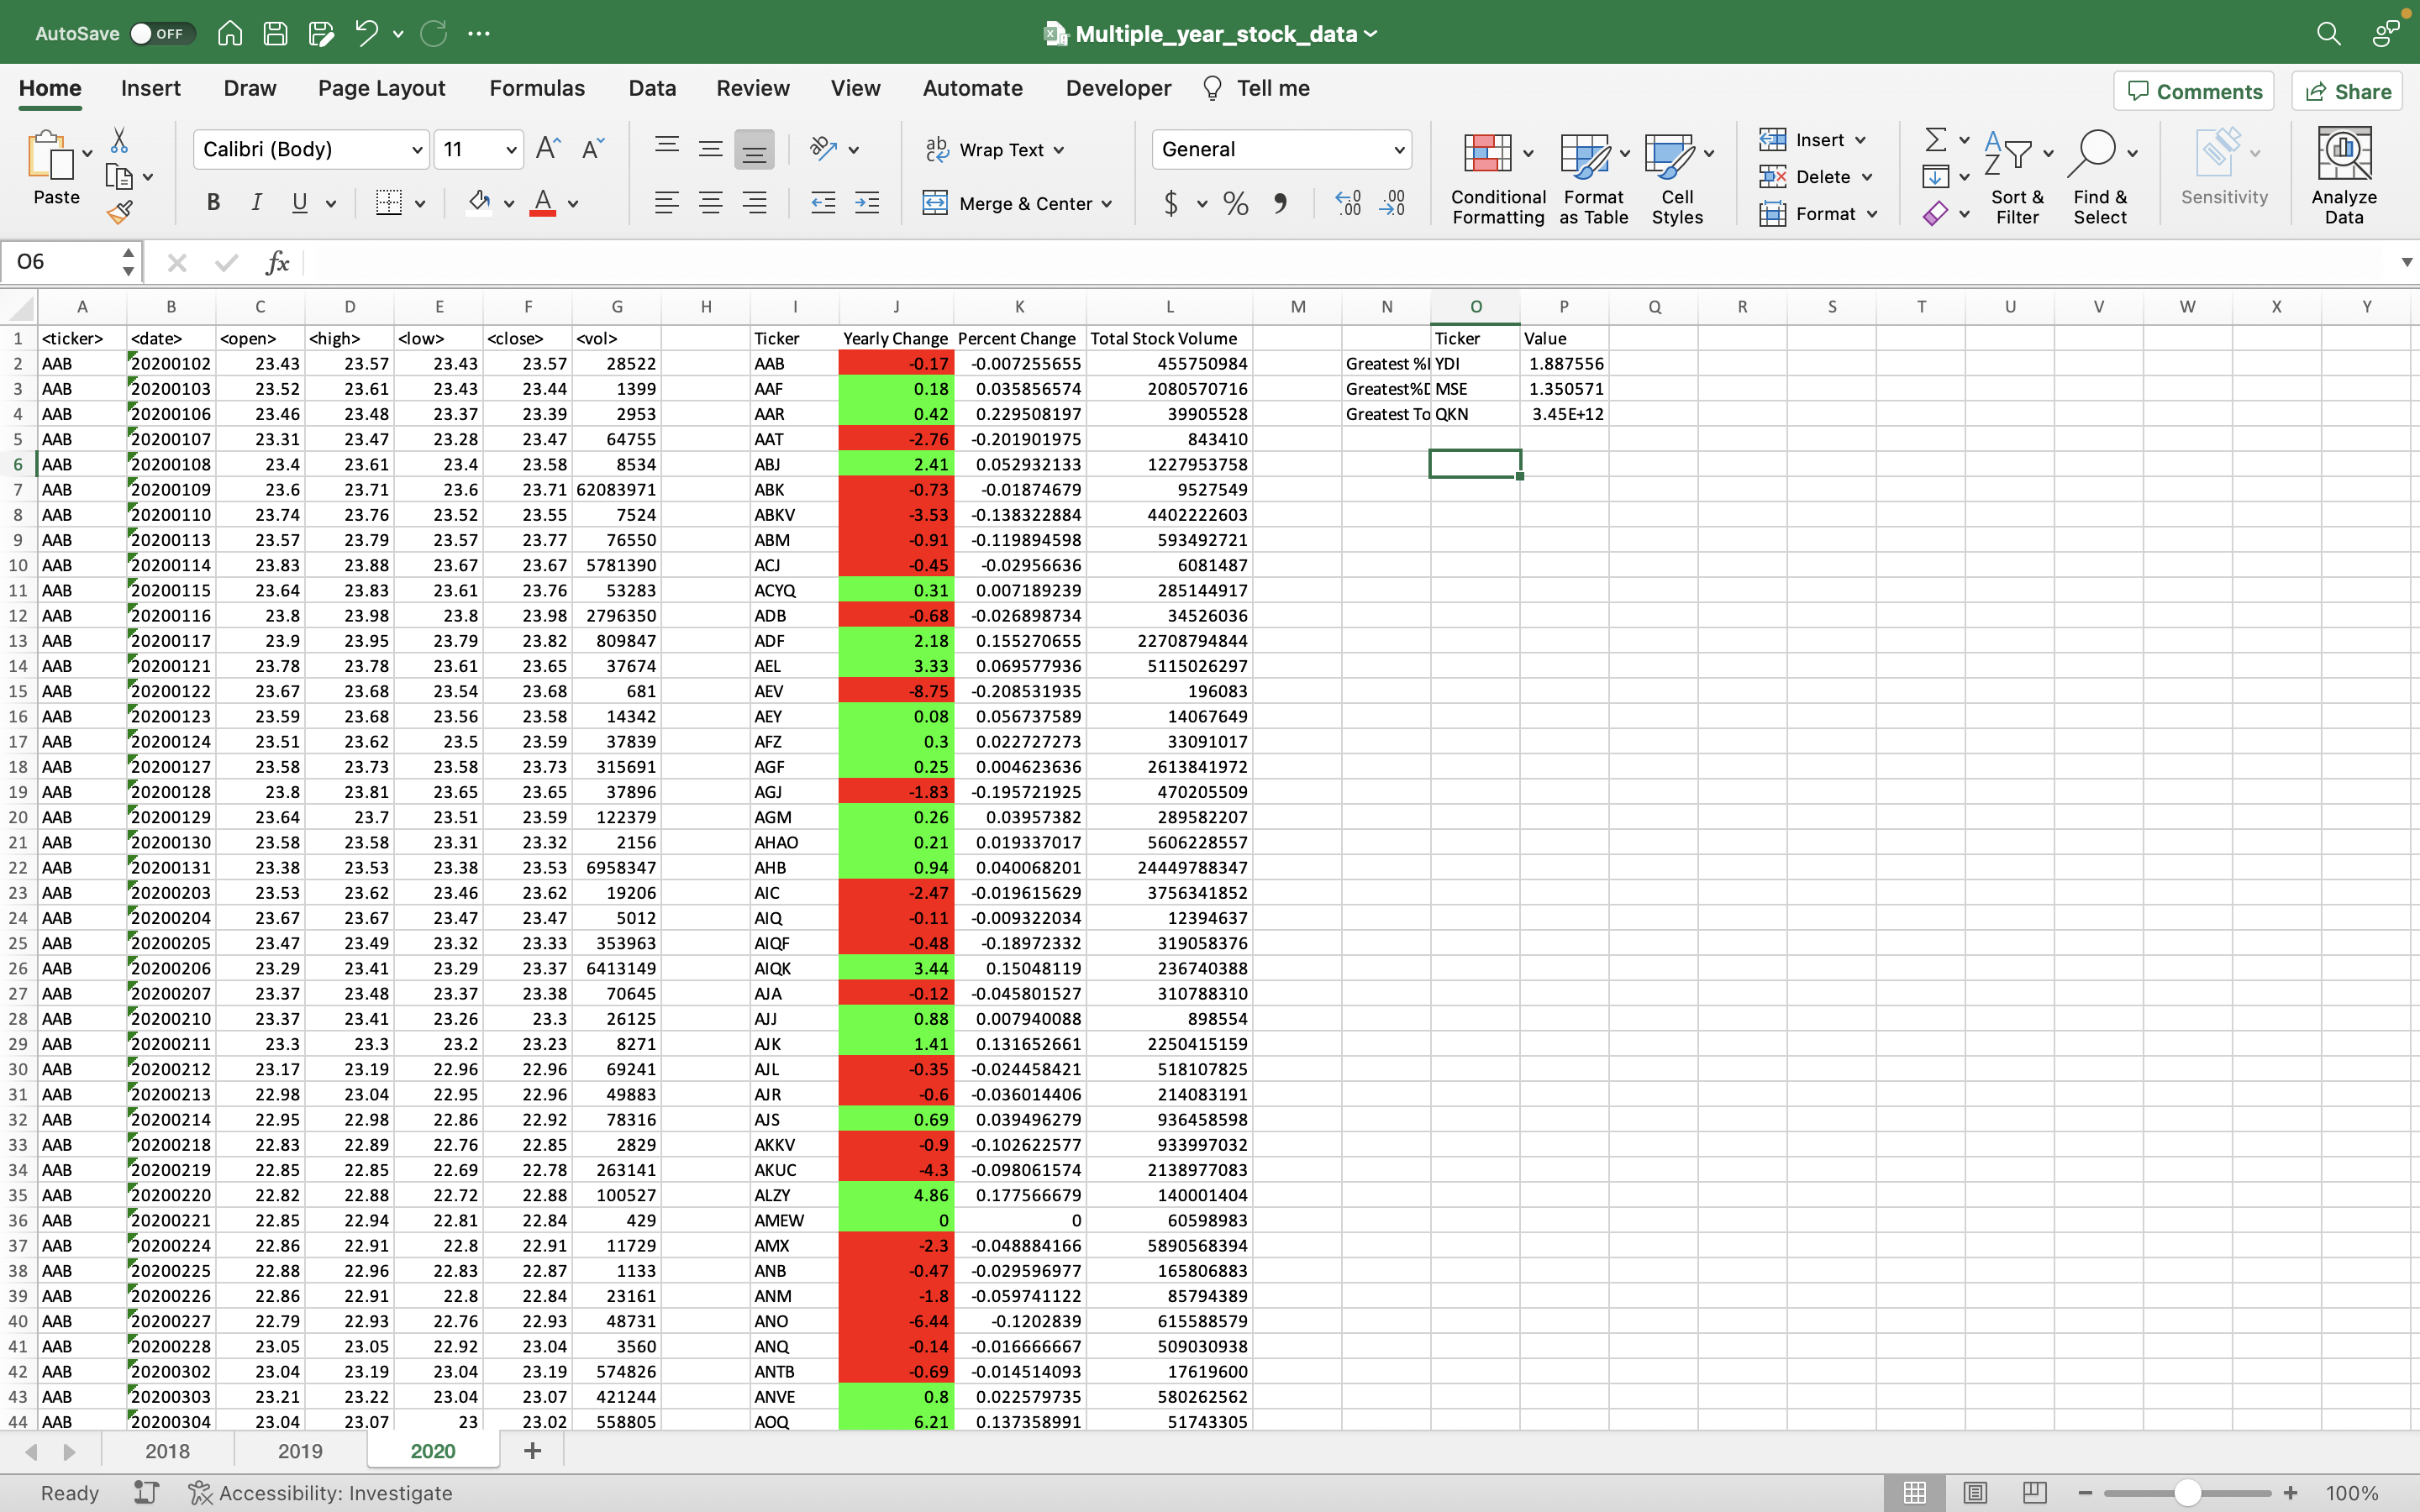 AutoSave OFF Multiple_year_stock_data
Home Insert Draw Page Layout Formulas Data Review View Automate Developer Tell me Comments Share
Calibri (Body) 11 Wrap Text General Insert
Delete
Paste B I U Merge & Center $ % Conditional Formatting Format as Table Cell Styles Format Sort & Filter Find & Select Sensitivity Analyze Data
O6 fx
A B C D E F G H I J K L M N O P Q R S T U V W X Y
1 <ticker> <date> <open> <high> <low> <close> <vol> Ticker Yearly Change Percent Change Total Stock Volume Ticker Value
2 AAB 20200102 23.43 23.57 23.43 23.57 28522 AAB -0.17 -0.007255655 455750984 Greatest %I YDI 1.887556
3 AAB 20200103 23.52 23.61 23.43 23.44 1399 AAF 0.18 0.035856574 2080570716 Greatest%D MSE 1.350571
4 AAB 20200106 23.46 23.48 23.37 23.39 2953 AAR 0.42 0.229508197 39905528 Greatest To QKN 3.45E+12
5 AAB 20200107 23.31 23.47 23.28 23.47 64755 AAT -2.76 -0.201901975 843410
6 AAB 20200108 23.4 23.61 23.4 23.58 8534 ABJ 2.41 0.052932133 1227953758
7 AAB 20200109 23.6 23.71 23.6 23.71 62083971 ABK -0.73 -0.01874679 9527549
8 AAB 20200110 23.74 23.76 23.52 23.55 7524 ABKV -3.53 -0.138322884 4402222603
9 AAB 20200113 23.57 23.79 23.57 23.77 76550 ABM -0.91 -0.119894598 593492721
10 AAB 20200114 23.83 23.88 23.67 23.67 5781390 ACJ -0.45 -0.02956636 6081487
11 AAB 20200115 23.64 23.83 23.61 23.76 53283 ACYQ 0.31 0.007189239 285144917
12 AAB 20200116 23.8 23.98 23.8 23.98 2796350 ADB -0.68 -0.026898734 34526036
13 AAB 20200117 23.9 23.95 23.79 23.82 809847 ADF 2.18 0.155270655 22708794844
14 AAB 20200121 23.78 23.78 23.61 23.65 37674 AEL 3.33 0.069577936 5115026297
15 AAB 20200122 23.67 23.68 23.54 23.68 681 AEV -8.75 -0.208531935 196083
16 AAB 20200123 23.59 23.68 23.56 23.58 14342 AEY 0.08 0.056737589 14067649
17 AAB 20200124 23.51 23.62 23.5 23.59 37839 AFZ 0.3 0.022727273 33091017
18 AAB 20200127 23.58 23.73 23.58 23.73 315691 AGF 0.25 0.004623636 2613841972
19 AAB 20200128 23.8 23.81 23.65 23.65 37896 AGJ -1.83 -0.195721925 470205509
20 AAB 20200129 23.64 23.7 23.51 23.59 122379 AGM 0.26 0.03957382 289582207
21 AAB 20200130 23.58 23.58 23.31 23.32 2156 AHAO 0.21 0.019337017 5606228557
22 AAB 20200131 23.38 23.53 23.38 23.53 6958347 AHB 0.94 0.040068201 24449788347
23 AAB 20200203 23.53 23.62 23.46 23.62 19206 AIC -2.47 -0.019615629 3756341852
24 AAB 20200204 23.67 23.67 23.47 23.47 5012 AIQ -0.11 -0.009322034 12394637
25 AAB 20200205 23.47 23.49 23.32 23.33 353963 AIQF -0.48 -0.18972332 319058376
26 AAB 20200206 23.29 23.41 23.29 23.37 6413149 AIQK 3.44 0.15048119 236740388
27 AAB 20200207 23.37 23.48 23.37 23.38 70645 AJA -0.12 -0.045801527 310788310
28 AAB 20200210 23.37 23.41 23.26 23.3 26125 AJJ 0.88 0.007940088 898554
29 AAB 20200211 23.3 23.3 23.2 23.23 8271 AJK 1.41 0.131652661 2250415159
30 AAB 20200212 23.17 23.19 22.96 22.96 69241 AJL -0.35 -0.024458421 518107825
31 AAB 20200213 22.98 23.04 22.95 22.96 49883 AJR -0.6 -0.036014406 214083191
32 AAB 20200214 22.95 22.98 22.86 22.92 78316 AJS 0.69 0.039496279 936458598
33 AAB 20200218 22.83 22.89 22.76 22.85 2829 AKKV -0.9 -0.102622577 933997032
34 AAB 20200219 22.85 22.85 22.69 22.78 263141 AKUC -4.3 -0.098061574 2138977083
35 AAB 20200220 22.82 22.88 22.72 22.88 100527 ALZY 4.86 0.177566679 140001404
36 AAB 20200221 22.85 22.94 22.81 22.84 429 AMEW 0 0 60598983
37 AAB 20200224 22.86 22.91 22.8 22.91 11729 AMX -2.3 -0.048884166 5890568394
38 AAB 20200225 22.88 22.96 22.83 22.87 1133 ANB -0.47 -0.029596977 165806883
39 AAB 20200226 22.86 22.91 22.8 22.84 23161 ANM -1.8 -0.059741122 85794389
40 AAB 20200227 22.79 22.93 22.76 22.93 48731 ANO -6.44 -0.1202839 615588579
41 AAB 20200228 23.05 23.05 22.92 23.04 3560 ANQ -0.14 -0.016666667 509030938
42 AAB 20200302 23.04 23.19 23.04 23.19 574826 ANTB -0.69 -0.014514093 17619600
43 AAB 20200303 23.21 23.22 23.04 23.07 421244 ANVE 0.8 0.022579735 580262562
44 AAB 20200304 23.04 23.07 23 23.02 558805 AOQ 6.21 0.137358991 51743305
2018 2019 2020 +
Ready Accessibility: Investigate 100%